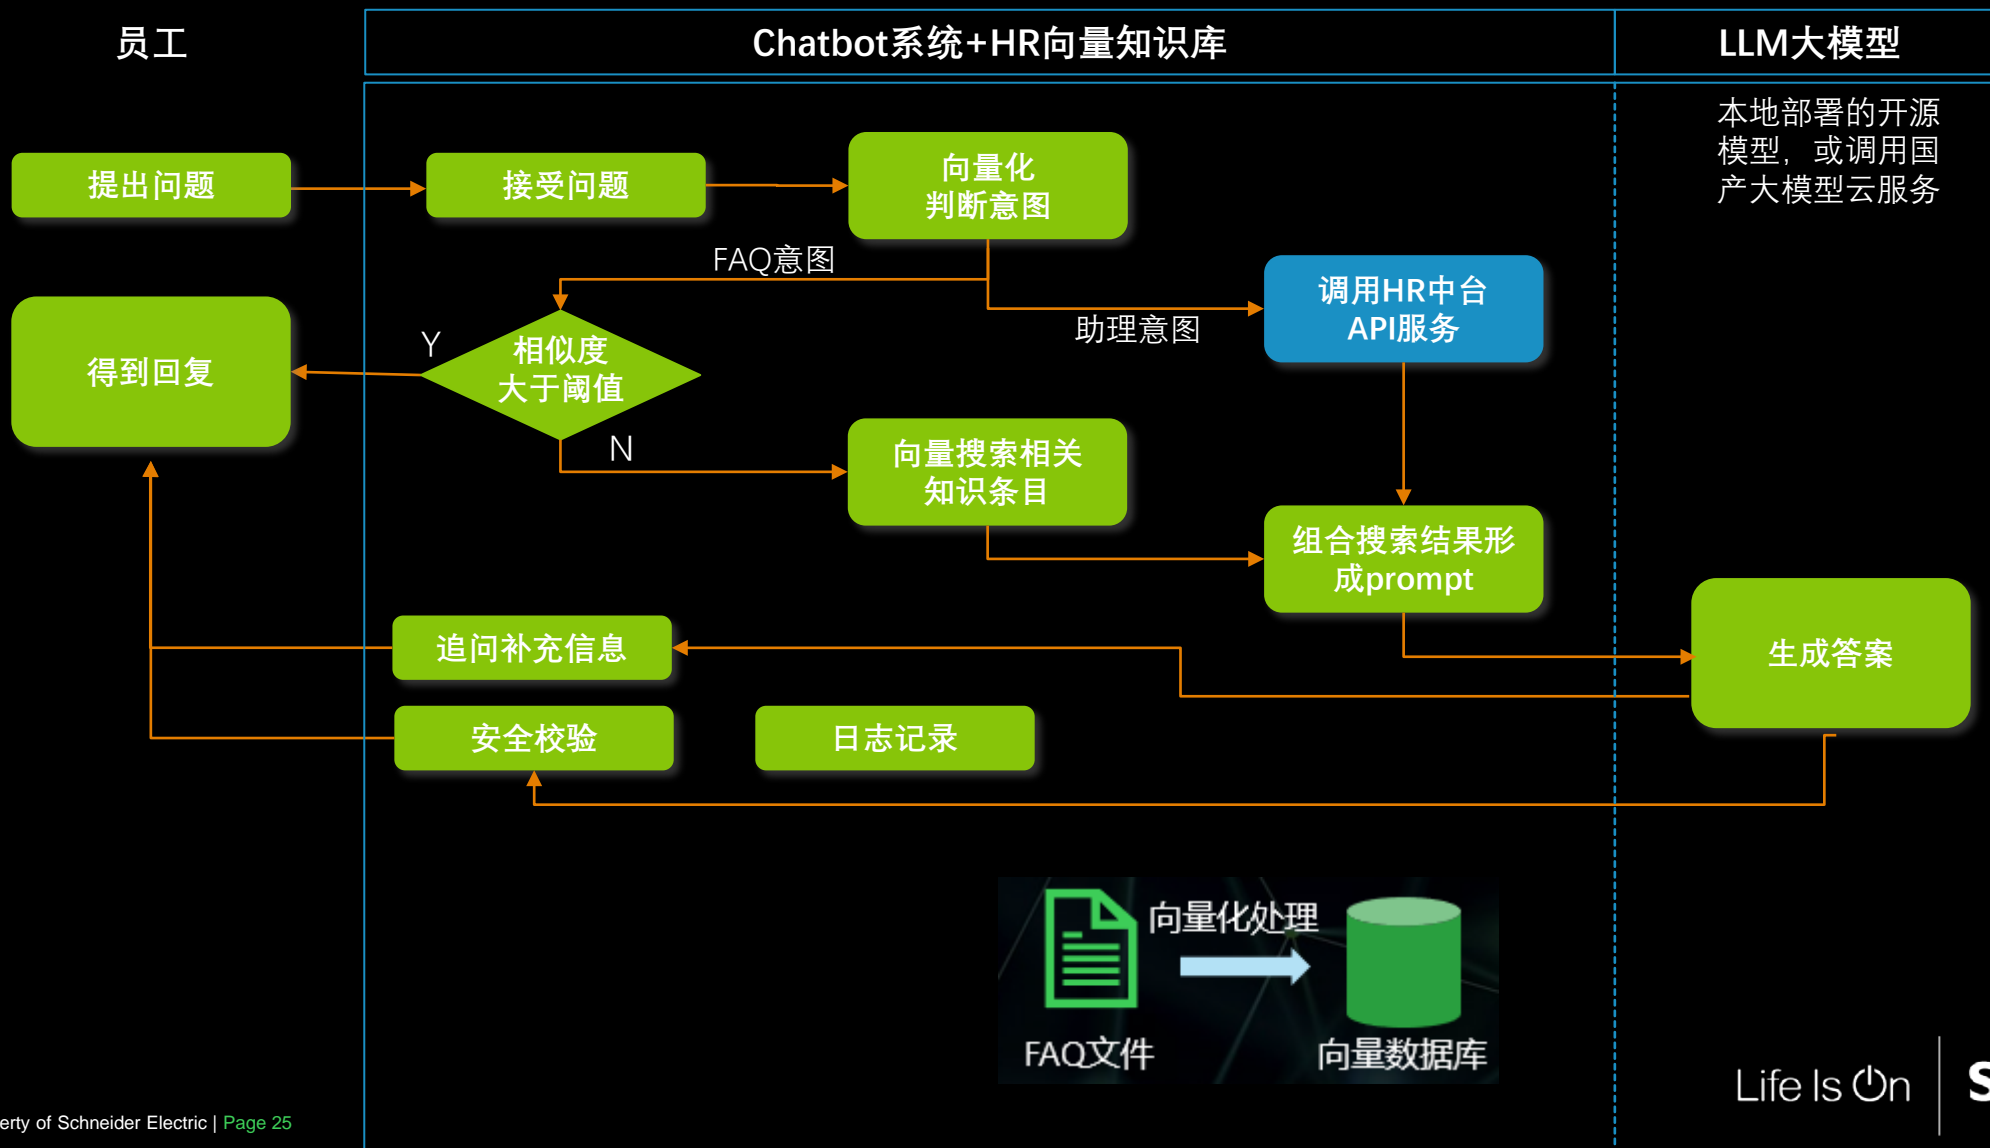 员工
Chatbot系统+HR向量知识库
LLM大模型
本地部署的开源
模型，或调用国
产大模型云服务
提出问题
接受问题
向量化
判断意图
FAQ意图
助理意图
调用HR中台
API服务
得到回复
Y
相似度
大于阈值
N
向量搜索相关
知识条目
组合搜索结果形
成prompt
追问补充信息
生成答案
安全校验
日志记录
向量化处理
FAQ文件
向量数据库
Life Is On
S
erty of Schneider Electric | Page 25